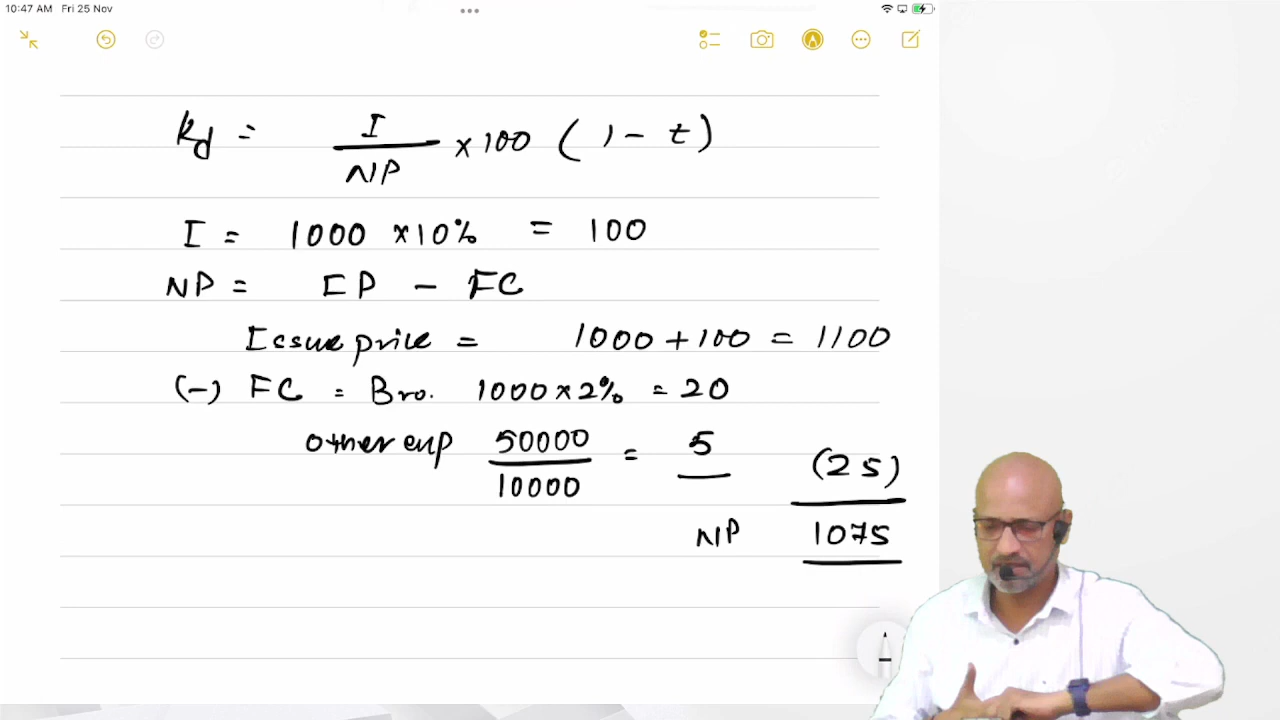 10:47 AM Fri 25 Nov
Kd = I / NP × 100 (1 - t)
I = 1000 × 10% = 100
NP = IP - FC
Issue price = 1000 + 100 = 1100
(-) FC = Bro. 1000 × 2% = 20
Other exp 50000 / 10000 = 5 (25)
NP 1075